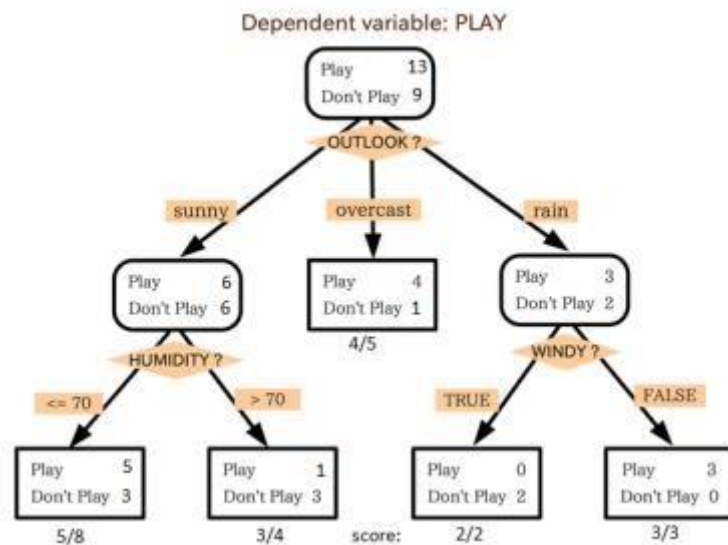 Dependent variable: PLAY
Play 13
Don't Play 9
OUTLOOK ?
sunny
overcast
rain
Play 6
Don't Play 6
Play 4
Don't Play 1
4/5
Play 3
Don't Play 2
HUMIDITY ?
WINDY ?
<= 70
> 70
TRUE
FALSE
Play 5
Don't Play 3
5/8
Play 1
Don't Play 3
3/4
score:
Play 0
Don't Play 2
2/2
Play 3
Don't Play 0
3/3